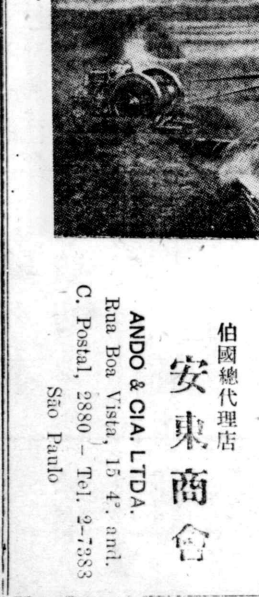 伯國總代理店
安東商會
ANDO & CIA. LTDA.
Rua Boa Vista, 15 4°. and.
C. Postal, 2880 - Tel. 2-7383
São Paulo